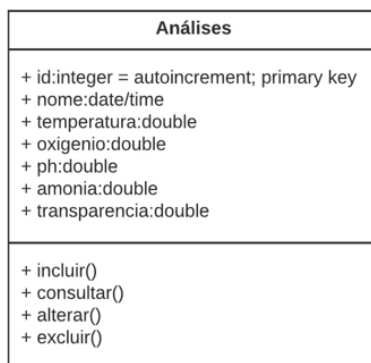 Análises
+ id:integer = autoincrement; primary key
+ nome:date/time
+ temperatura:double
+ oxigenio:double
+ ph:double
+ amonia:double
+ transparencia:double
+ incluir()
+ consultar()
+ alterar()
+ excluir()